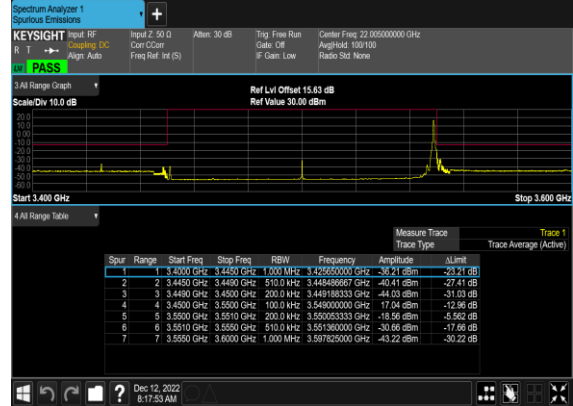 Spectrum Analyzer 1
Spurious Emissions
KEYSIGHT Input: RF Input Z: 50 Ω Atten: 30 dB Trig: Free Run Center Freq: 22.005000000 GHz
R T Coupling: DC Corr CCorr Gate: Off Avg|Hold: 100/100
Align: Auto Freq Ref: Int (S) IF Gain: Low Radio Std: None
PASS
3 All Range Graph
Ref Lvl Offset 15.63 dB
Scale/Div 10.0 dB Ref Value 30.00 dBm
20.0
10.0
0.00
-10.0
-20.0
-30.0
-40.0
-50.0
-60.0
Start 3.400 GHz Stop 3.600 GHz
4 All Range Table
Measure Trace Trace 1
Trace Type Trace Average (Active)
Spur Range Start Freq Stop Freq RBW Frequency Amplitude ΔLimit
1 1 3.4000 GHz 3.4450 GHz 1.000 MHz 3.425650000 GHz -36.21 dBm -23.21 dB
2 2 3.4450 GHz 3.4490 GHz 510.0 kHz 3.448486667 GHz -40.41 dBm -27.41 dB
3 3 3.4490 GHz 3.4500 GHz 200.0 kHz 3.449188333 GHz -44.03 dBm -31.03 dB
4 4 3.4500 GHz 3.5500 GHz 100.0 kHz 3.549000000 GHz 17.04 dBm -12.96 dB
5 5 3.5500 GHz 3.5510 GHz 200.0 kHz 3.550053333 GHz -18.56 dBm -5.562 dB
6 6 3.5510 GHz 3.5550 GHz 510.0 kHz 3.551360000 GHz -30.66 dBm -17.66 dB
7 7 3.5550 GHz 3.6000 GHz 1.000 MHz 3.597825000 GHz -43.22 dBm -30.22 dB
Dec 12, 2022
8:17:53 AM